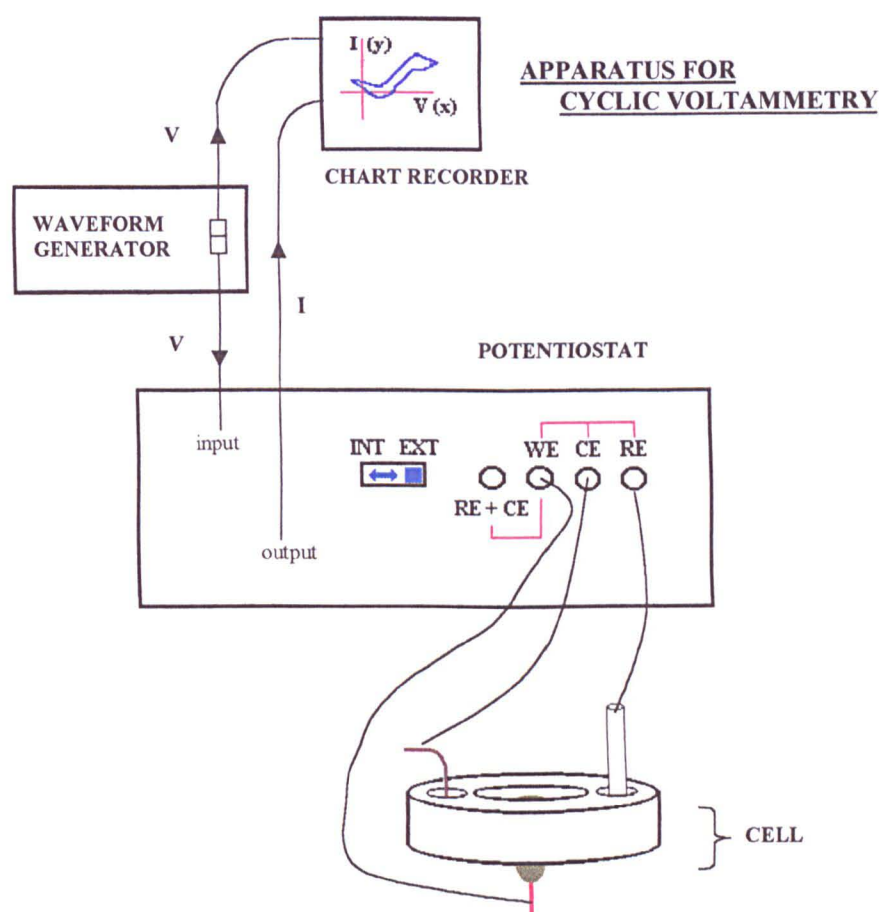 I (y)
V (x)
APPARATUS FOR
CYCLIC VOLTAMMETRY
V
CHART RECORDER
WAVEFORM
GENERATOR
I
V
POTENTIOSTAT
input
INT EXT
WE CE RE
RE + CE
output
CELL